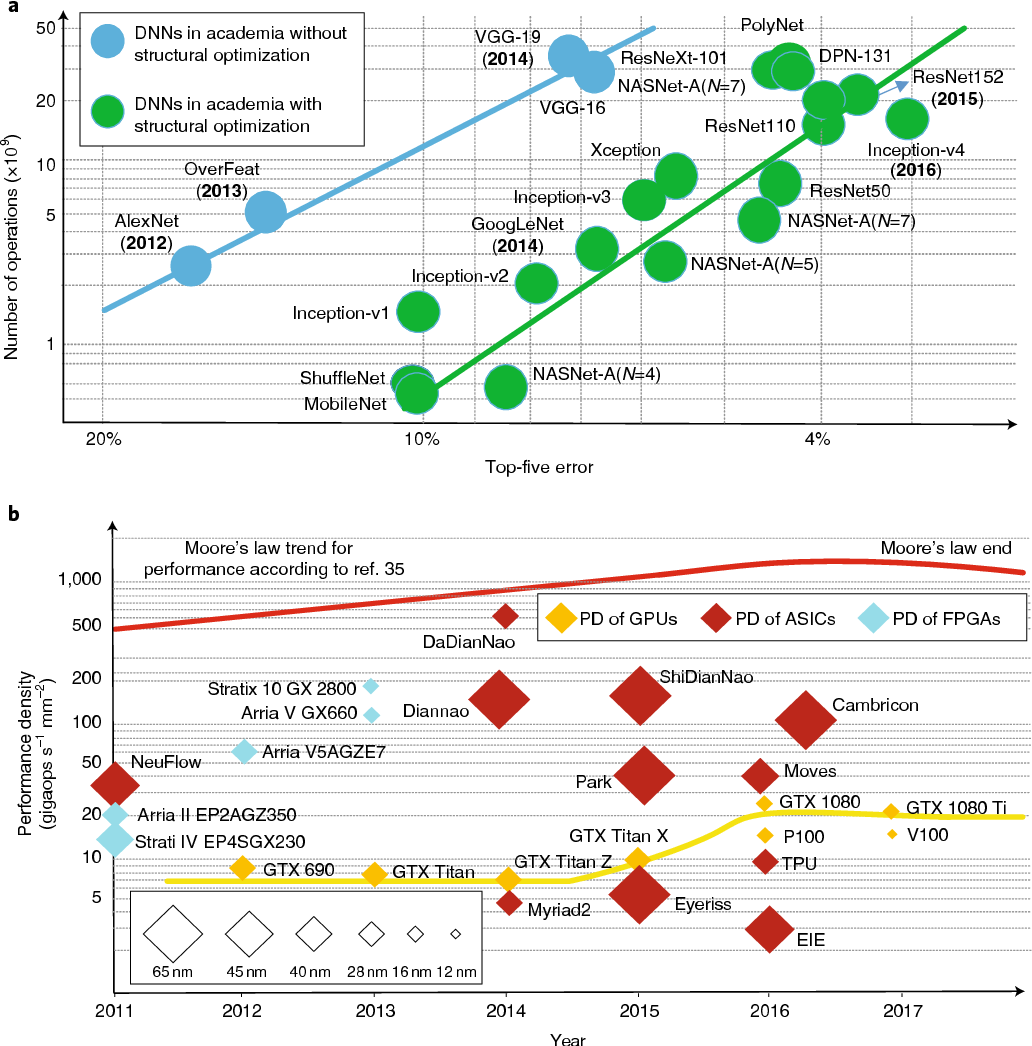 a
50
20
10
5
1
Number of operations (×10⁹)
DNNs in academia without
structural optimization
DNNs in academia with
structural optimization
VGG-19
(2014)
VGG-16
OverFeat
(2013)
AlexNet
(2012)
PolyNet
ResNeXt-101
DPN-131
NASNet-A(N=7)
ResNet152
(2015)
ResNet110
Inception-v4
(2016)
Xception
Inception-v3
ResNet50
GoogLeNet
(2014)
NASNet-A(N=7)
Inception-v2
NASNet-A(N=5)
Inception-v1
ShuffleNet
NASNet-A(N=4)
MobileNet
20%
10%
4%
Top-five error
b
Moore's law trend for
performance according to ref. 35
Moore's law end
1,000
500
200
100
50
20
10
5
Performance density
(gigaops s⁻¹ mm⁻²)
PD of GPUs
PD of ASICs
PD of FPGAs
DaDianNao
Stratix 10 GX 2800
Arria V GX660
Diannao
ShiDianNao
Cambricon
Arria V5AGZE7
NeuFlow
Park
Moves
Arria II EP2AGZ350
GTX 1080
GTX 1080 Ti
Strati IV EP4SGX230
GTX Titan X
P100
V100
GTX 690
GTX Titan
GTX Titan Z
TPU
Myriad2
Eyeriss
EIE
65 nm
45 nm
40 nm
28 nm
16 nm
12 nm
2011
2012
2013
2014
2015
2016
2017
Year